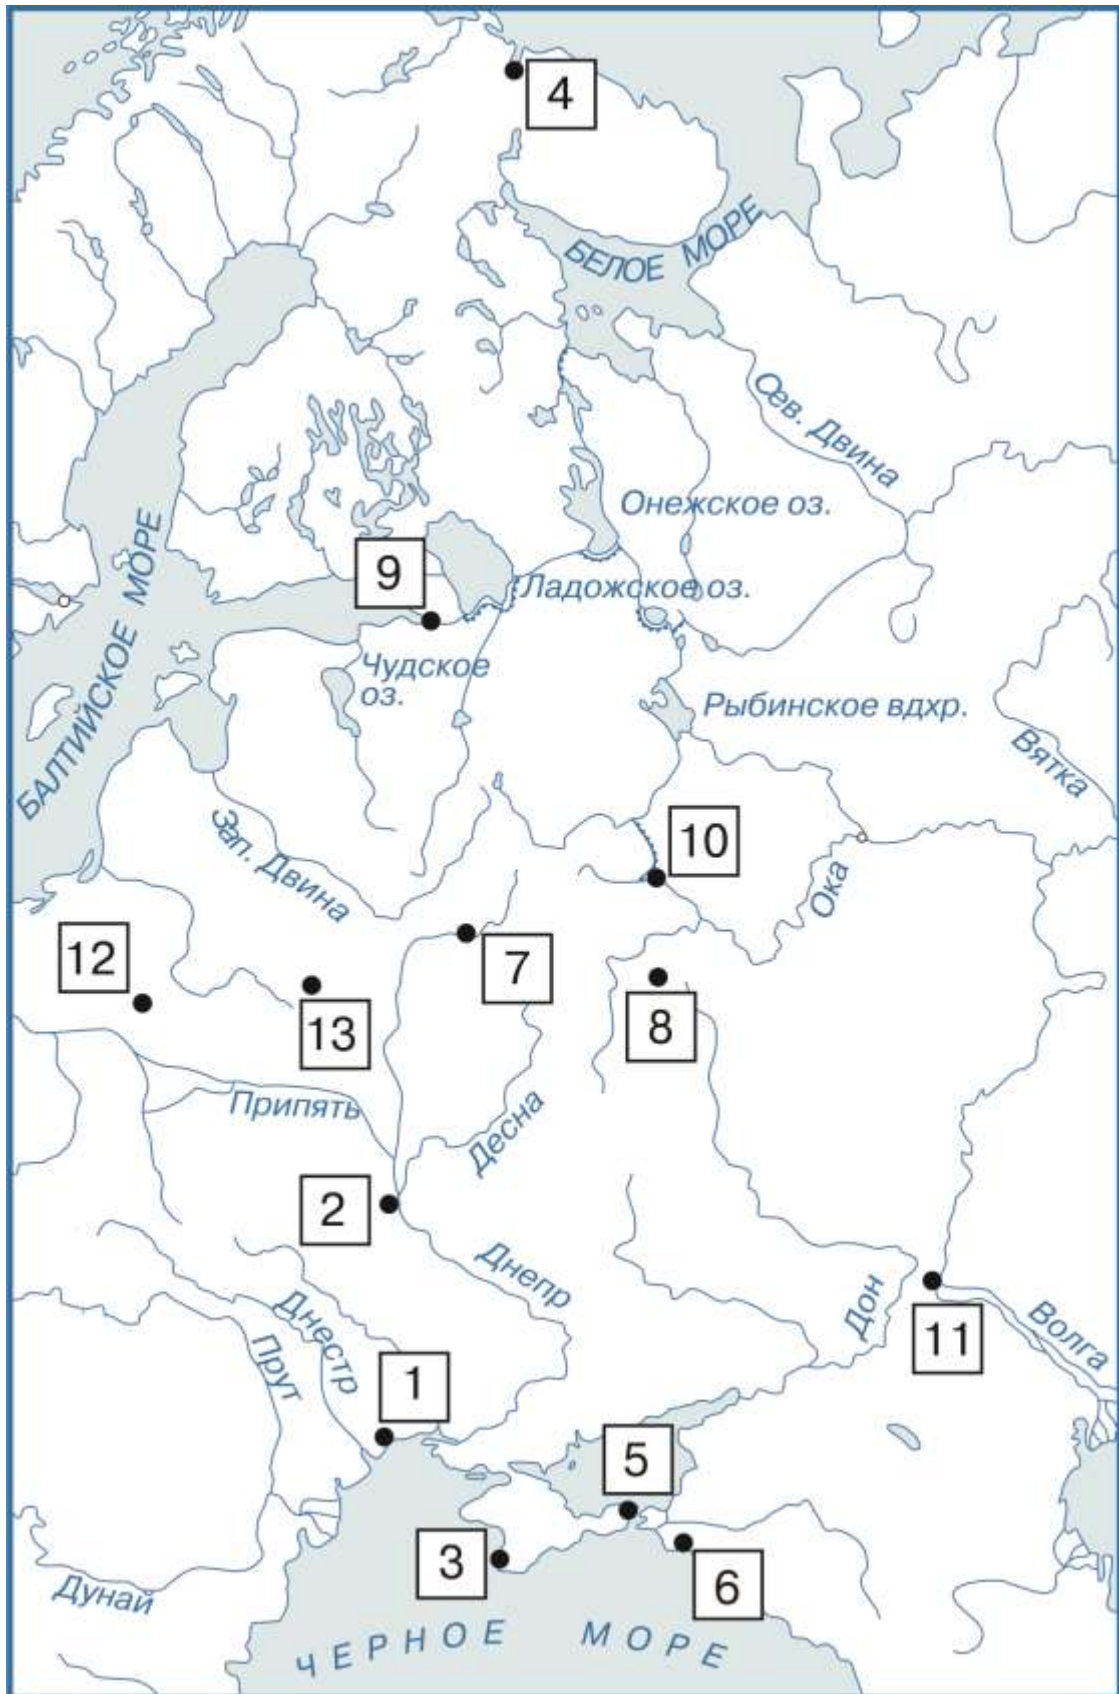 4
БЕЛОЕ МОРЕ
Сев. Двина
Онежское оз.
9
Ладожское оз.
БАЛТИЙСКОЕ МОРЕ
Чудское
оз.
Рыбинское вдхр.
Вятка
Зап. Двина
10
Ока
12
7
13
8
Припять
Десна
2
Днепр
Днестр
Прут
Дон
Волга
11
1
5
3
6
Дунай
ЧЕРНОЕ МОРЕ